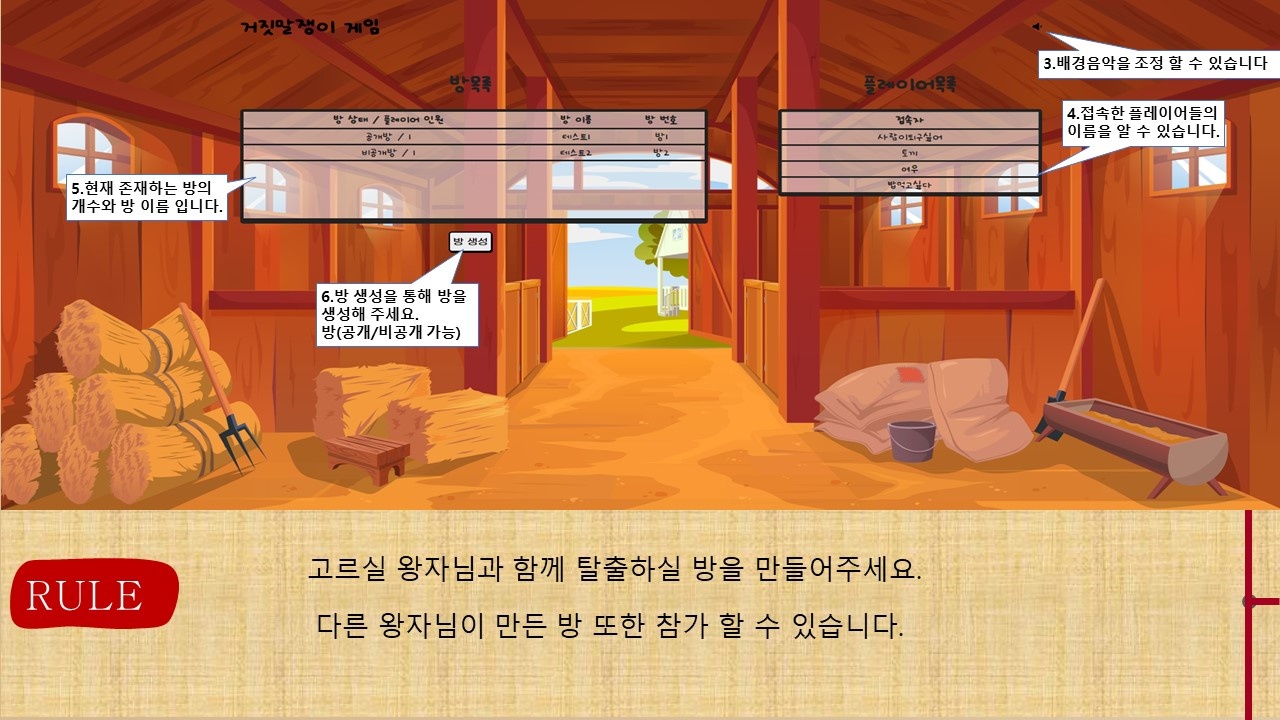 거짓말쟁이 게임
3.배경음악을 조정 할 수 있습니다
방목록
플레이어목록
방 상태 / 플레이어 인원 방 이름 방 번호
공개방 / 1 테스트1 방1
비공개방 / 1 테스트2 방2
접속자
사람이되구싶어
토끼
여우
밥먹고싶다
4.접속한 플레이어들의
이름을 알 수 있습니다.
5.현재 존재하는 방의
개수와 방 이름 입니다.
방 생성
6.방 생성을 통해 방을
생성해 주세요.
방(공개/비공개 가능)
RULE
고르실 왕자님과 함께 탈출하실 방을 만들어주세요.
다른 왕자님이 만든 방 또한 참가 할 수 있습니다.